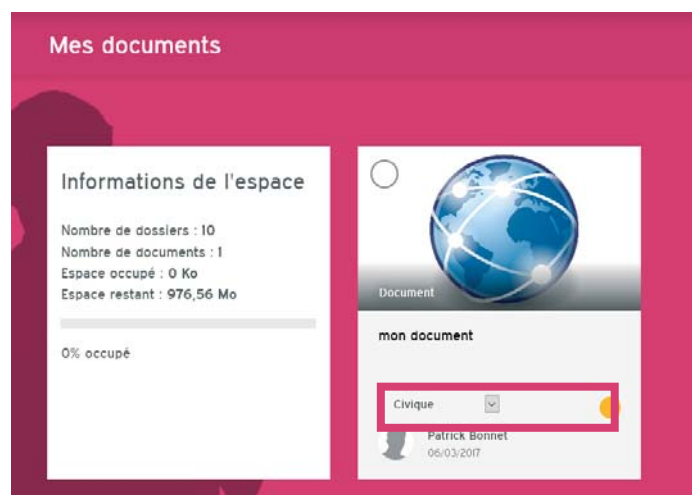 Mes documents
Informations de l'espace
Nombre de dossiers : 10
Nombre de documents : 1
Espace occupé : 0 Ko
Espace restant : 976,56 Mo
0% occupé
Document
mon document
Civique
Patrick Bonnet
06/03/2017